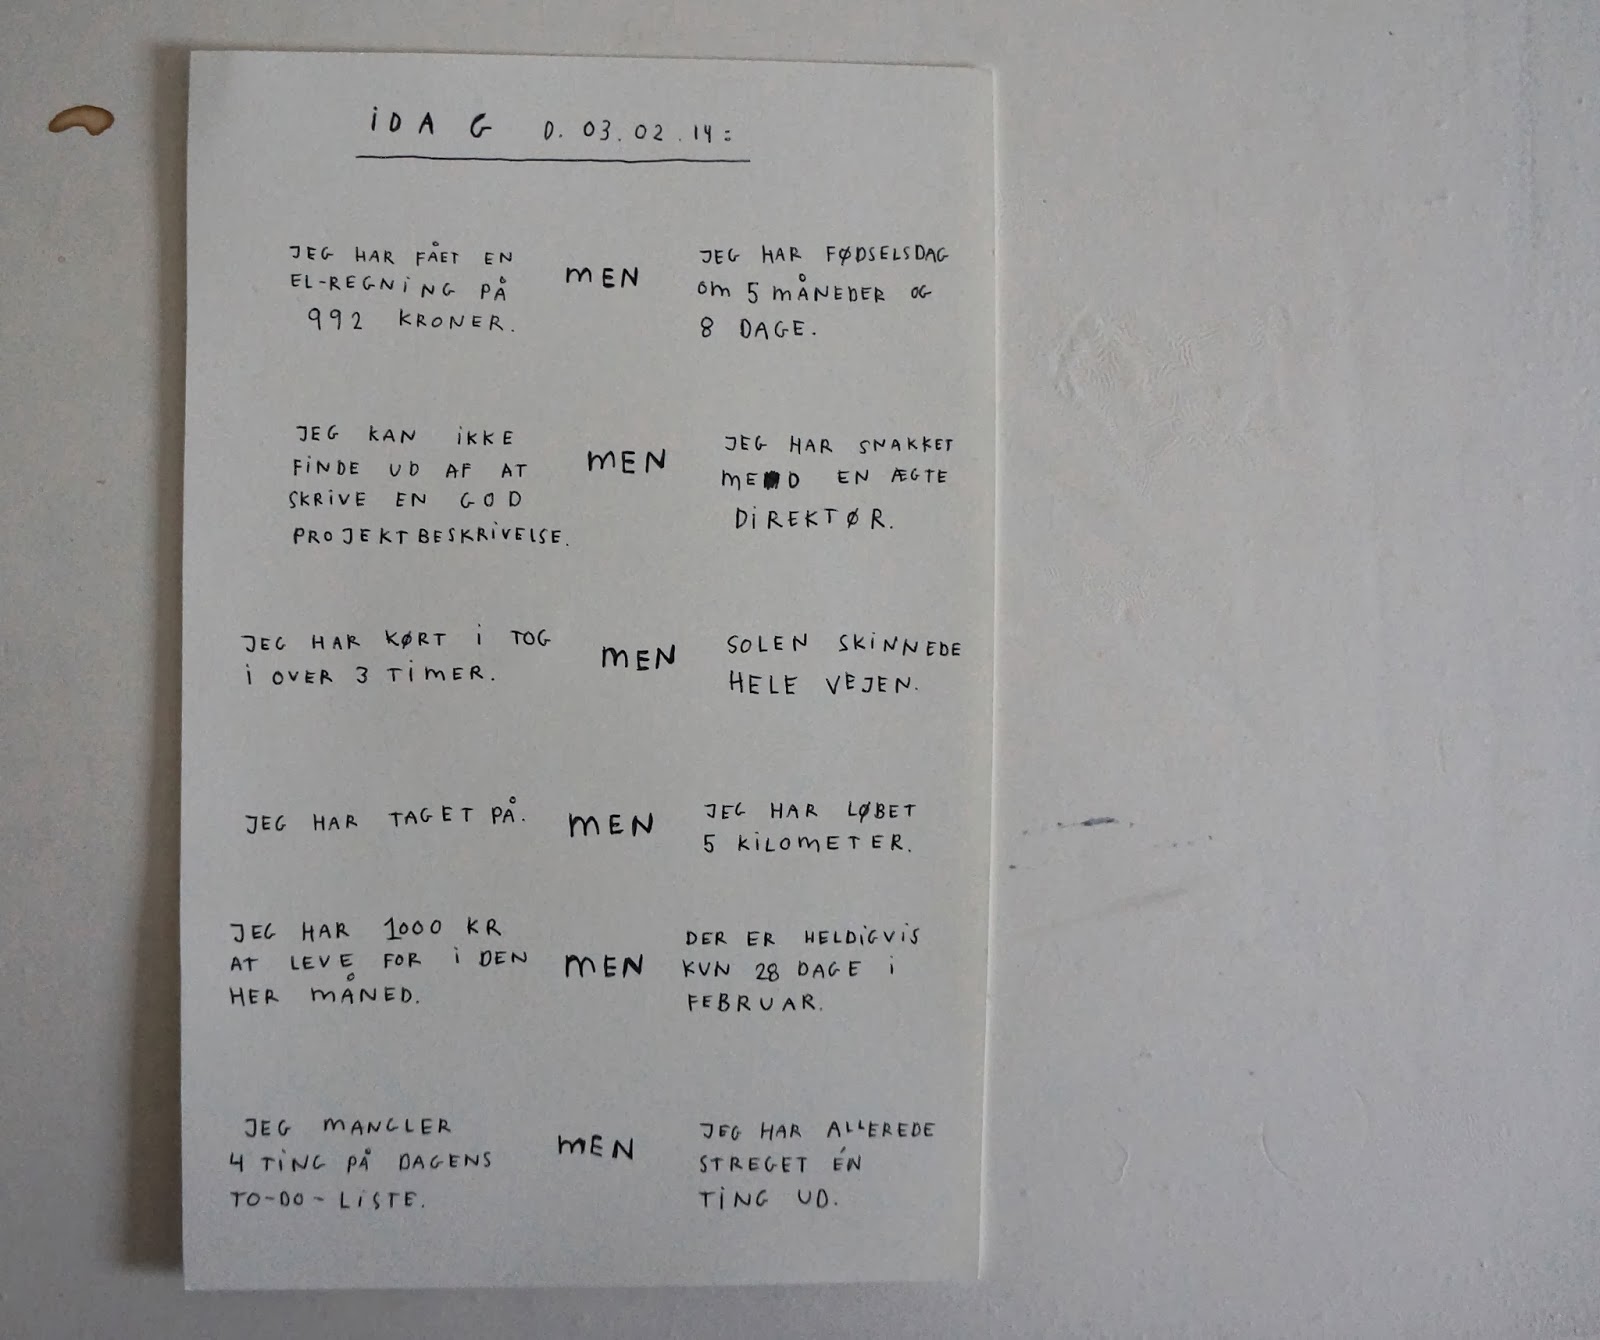 iDAG D. 03.02.14:
JEG HAR FÅET EN
EL-REGNiNG PÅ
992 KRONER.
MEN
JEG HAR FØDSELSDAG
OM 5 MÅNEDER OG
8 DAGE.
JEG KAN iKKE
FiNDE UD AF AT
SKRiVE EN GOD
PROJEKTBESKRiVELSE.
MEN
JEG HAR SNAKKET
MED EN ÆGTE
DiREKTØR.
JEG HAR KØRT i TOG
i OVER 3 TiMER.
MEN
SOLEN SKiNNEDE
HELE VEJEN.
JEG HAR TAGET PÅ.
MEN
JEG HAR LØBET
5 KiLOMETER.
JEG HAR 1000 KR
AT LEVE FOR i DEN
HER MÅNED.
MEN
DER ER HELDiGViS
KUN 28 DAGE i
FEBRUAR.
JEG MANGLER
4 TiNG PÅ DAGENS
TO-DO-LiSTE.
MEN
JEG HAR ALLEREDE
STREGET ÉN
TiNG UD.